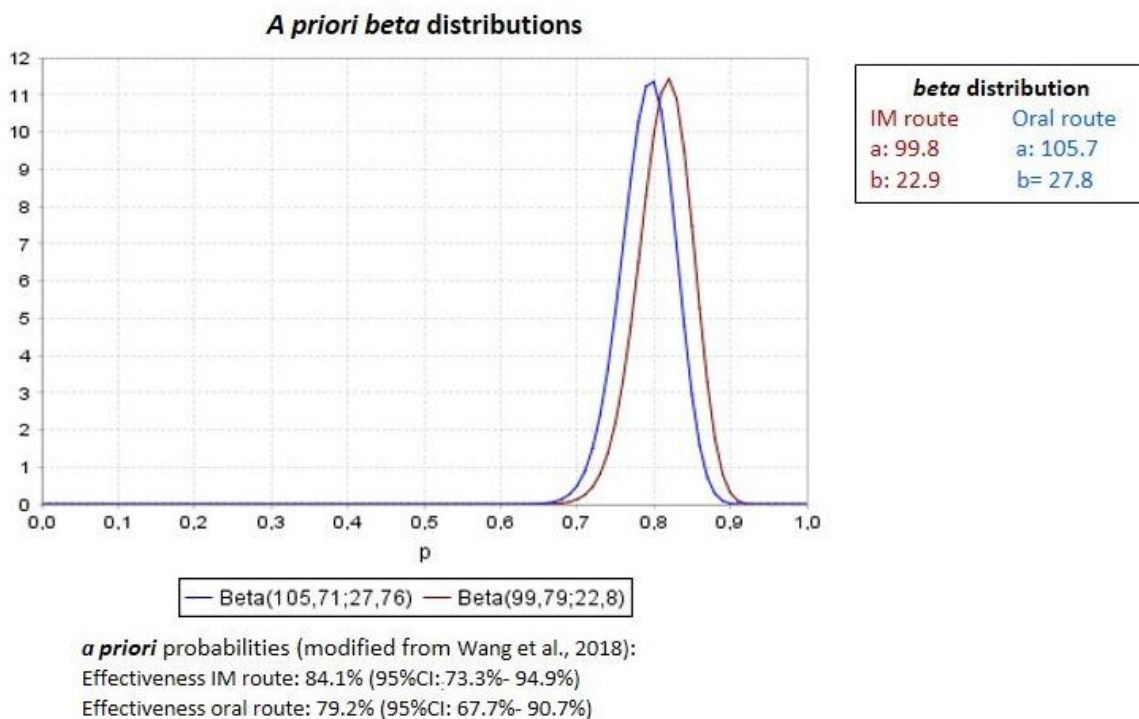 A priori beta distributions
12
11
10
9
8
7
6
5
4
3
2
1
0
0,0 0,1 0,2 0,3 0,4 0,5 0,6 0,7 0,8 0,9 1,0
p
Beta(105,71;27,76) Beta(99,79;22,8)
beta distribution
IM route Oral route
a: 99.8 a: 105.7
b: 22.9 b= 27.8
a priori probabilities (modified from Wang et al., 2018):
Effectiveness IM route: 84.1% (95%CI: 73.3%- 94.9%)
Effectiveness oral route: 79.2% (95%CI: 67.7%- 90.7%)